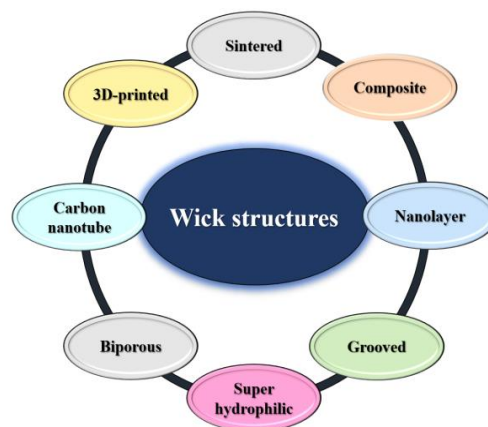 Sintered
3D-printed
Composite
Carbon
nanotube
Wick structures
Nanolayer
Biporous
Grooved
Super
hydrophilic